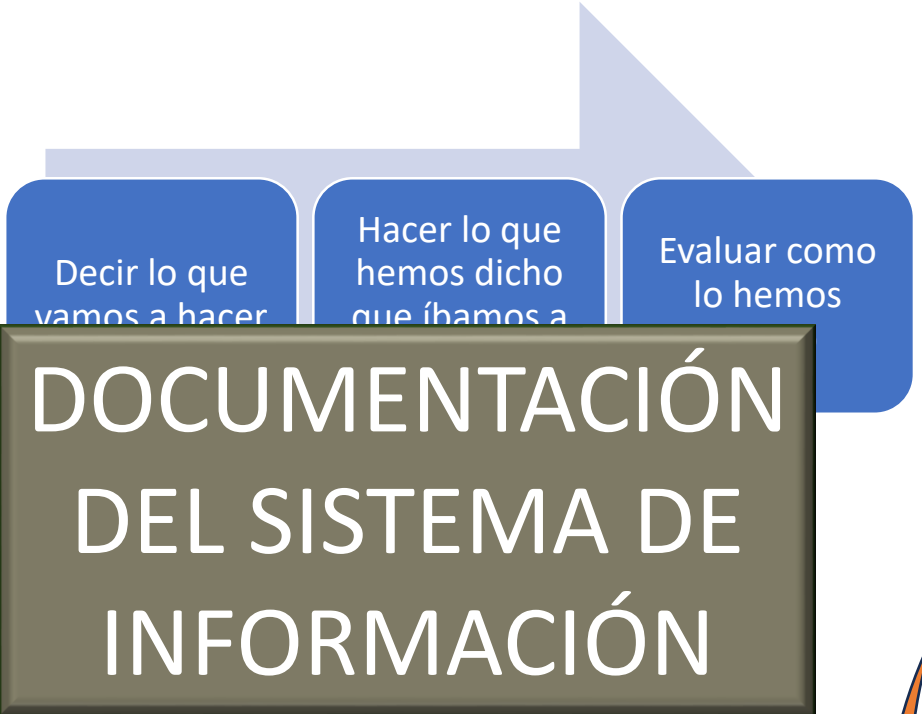 Decir lo que
vamos a hacer
Hacer lo que
hemos dicho
que íbamos a
Evaluar como
lo hemos
DOCUMENTACIÓN
DEL SISTEMA DE
INFORMACIÓN